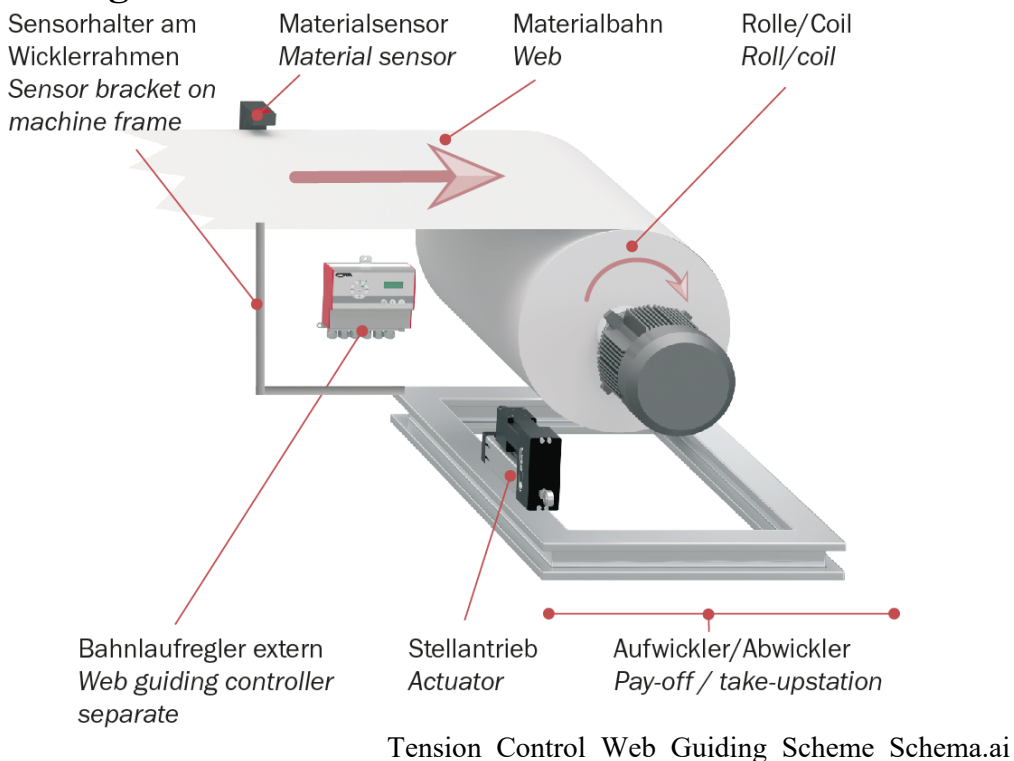 Sensorhalter am
Wicklerrahmen
Sensor bracket on
machine frame
Materialsensor
Material sensor
Materialbahn
Web
Rolle/Coil
Roll/coil
Bahnlaufregler extern
Web guiding controller
separate
Stellantrieb
Actuator
Aufwickler/Abwickler
Pay-off / take-upstation
Tension Control Web Guiding Scheme Schema.ai